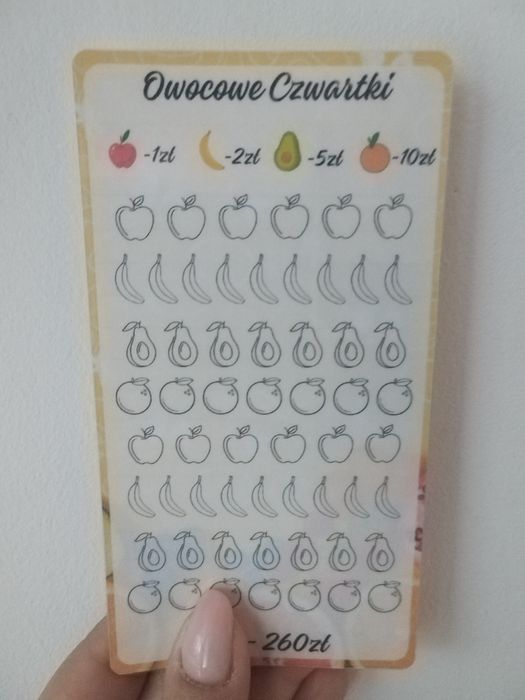 Owocowe Czwartki
-1zł -2zł -5zł -10zł
- 260zł